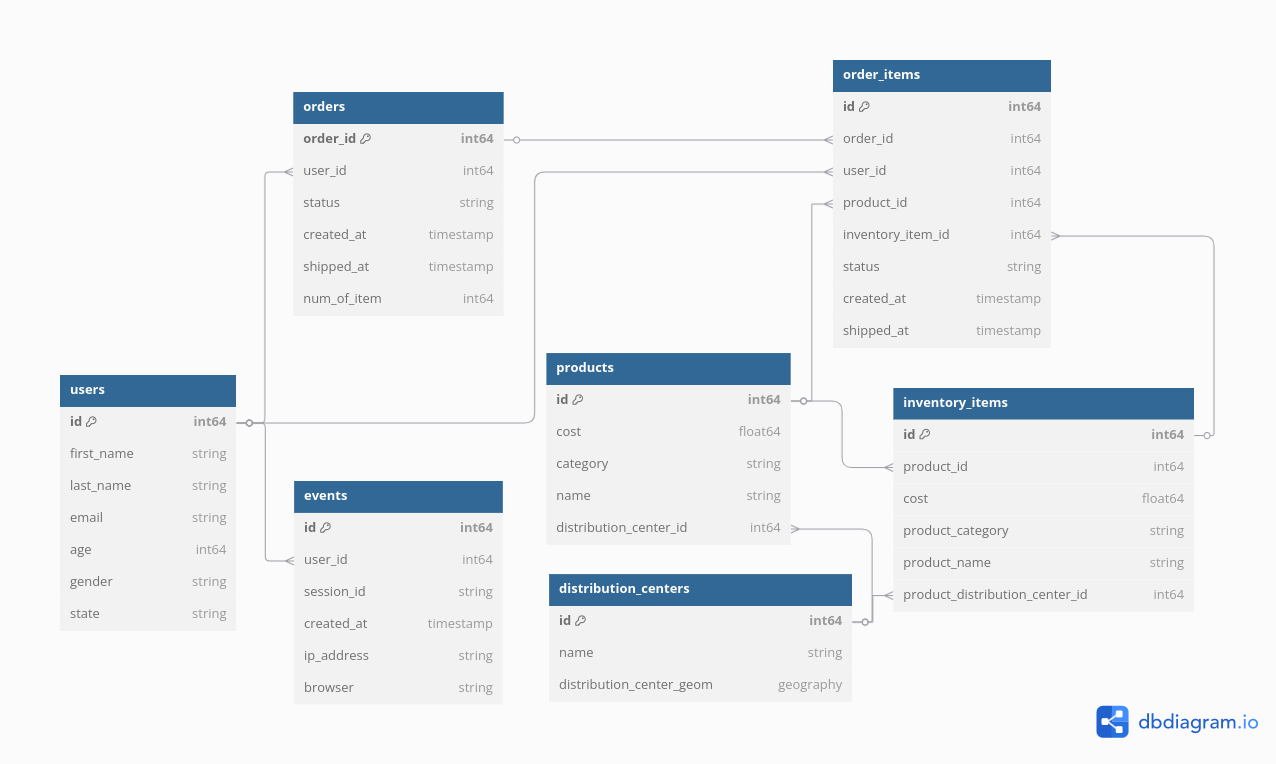 orders
order_id int64
user_id int64
status string
created_at timestamp
shipped_at timestamp
num_of_item int64
order_items
id int64
order_id int64
user_id int64
product_id int64
inventory_item_id int64
status string
created_at timestamp
shipped_at timestamp
users
id int64
first_name string
last_name string
email string
age int64
gender string
state string
events
id int64
user_id int64
session_id string
created_at timestamp
ip_address string
browser string
products
id int64
cost float64
category string
name string
distribution_center_id int64
distribution_centers
id int64
name string
distribution_center_geom geography
inventory_items
id int64
product_id int64
cost float64
product_category string
product_name string
product_distribution_center_id int64
dbdiagram.io